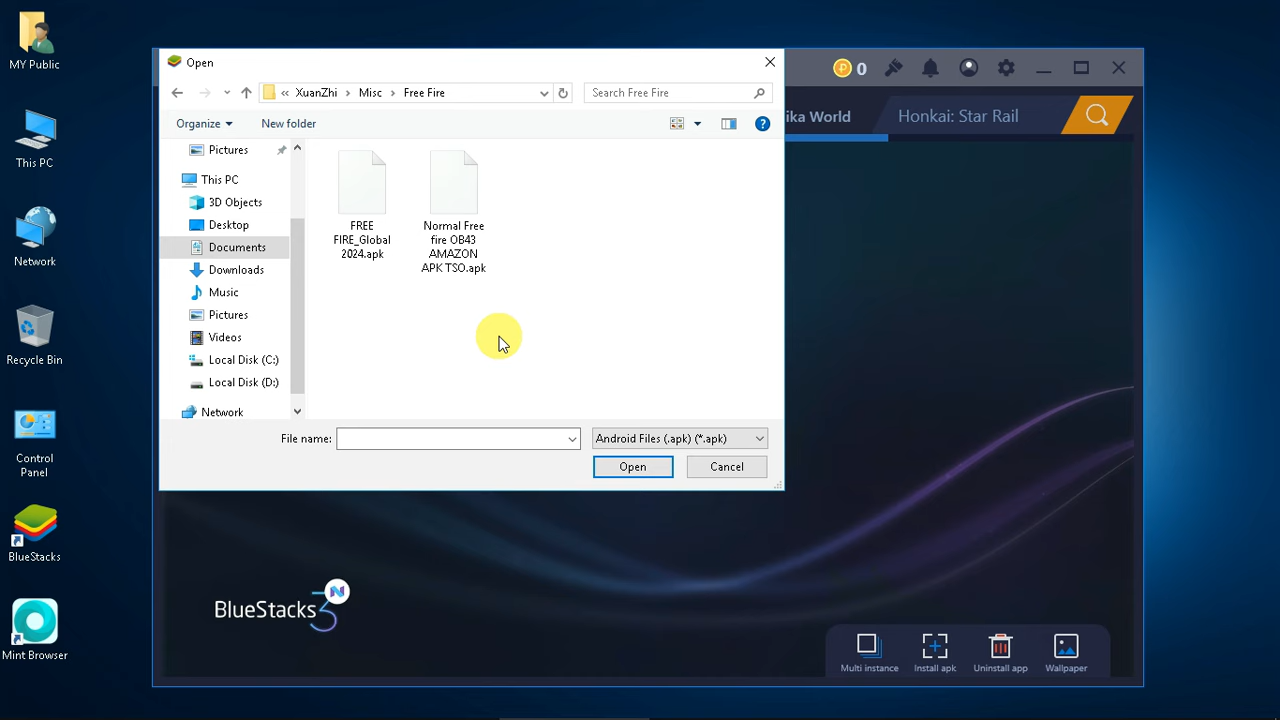 MY Public
This PC
Network
Recycle Bin
Control
Panel
BlueStacks
Mint Browser
Open
« XuanZhi > Misc > Free Fire
Search Free Fire
Organize
New folder
?
Pictures
This PC
3D Objects
Desktop
Documents
Downloads
Music
Pictures
Videos
Local Disk (C:)
Local Disk (D:)
Network
FREE
FIRE_Global
2024.apk
Normal Free
fire OB43
AMAZON
APK TSO.apk
File name:
Android Files (.apk) (*.apk)
Open
Cancel
P 0
ika World
Honkai: Star Rail
BlueStacks 3 N
Multi instance
Install apk
Uninstall app
Wallpaper